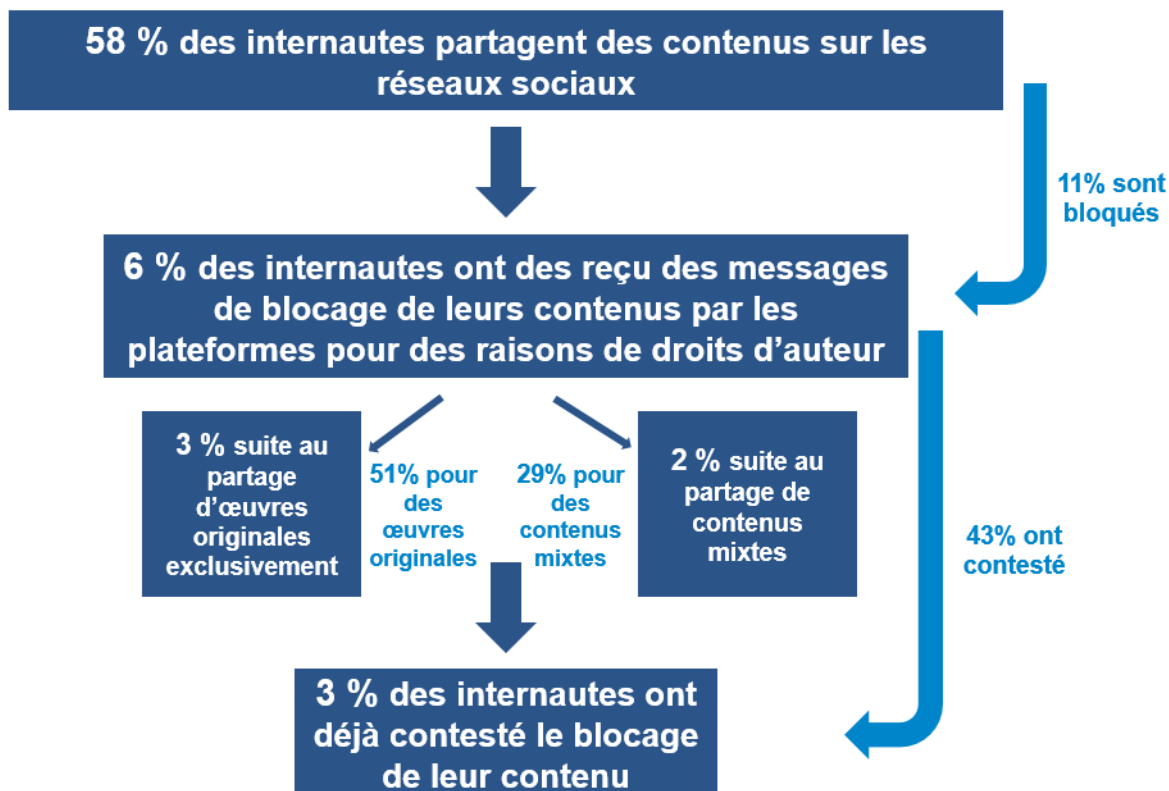 58 % des internautes partagent des contenus sur les
réseaux sociaux
11% sont
bloqués
6 % des internautes ont des reçu des messages
de blocage de leurs contenus par les
plateformes pour des raisons de droits d’auteur
3 % suite au
partage
d’œuvres
originales
exclusivement
51% pour
des
œuvres
originales
29% pour
des
contenus
mixtes
2 % suite au
partage de
contenus
mixtes
43% ont
contesté
3 % des internautes ont
déjà contesté le blocage
de leur contenu